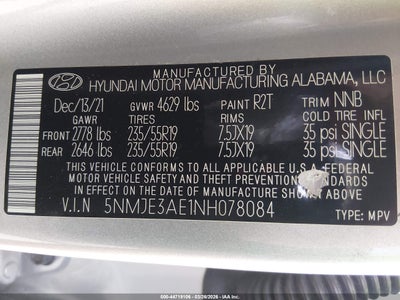 MANUFACTURED BY
HYUNDAI MOTOR MANUFACTURING ALABAMA, LLC
Dec/13/21 GVWR 4629 lbs PAINT R2T TRIM NNB
GAWR TIRES RIMS COLD TIRE INFL
FRONT 2778 lbs 235/55R19 7.5JX19 35 psi SINGLE
REAR 2646 lbs 235/55R19 7.5JX19 35 psi SINGLE
THIS VEHICLE CONFORMS TO ALL APPLICABLE U.S.A. FEDERAL
MOTOR VEHICLE SAFETY AND THEFT PREVENTION STANDARDS
IN EFFECT ON THE DATE OF MANUFACTURE SHOWN ABOVE.
V.I.N 5NMJE3AE1NH078084 TYPE: MPV